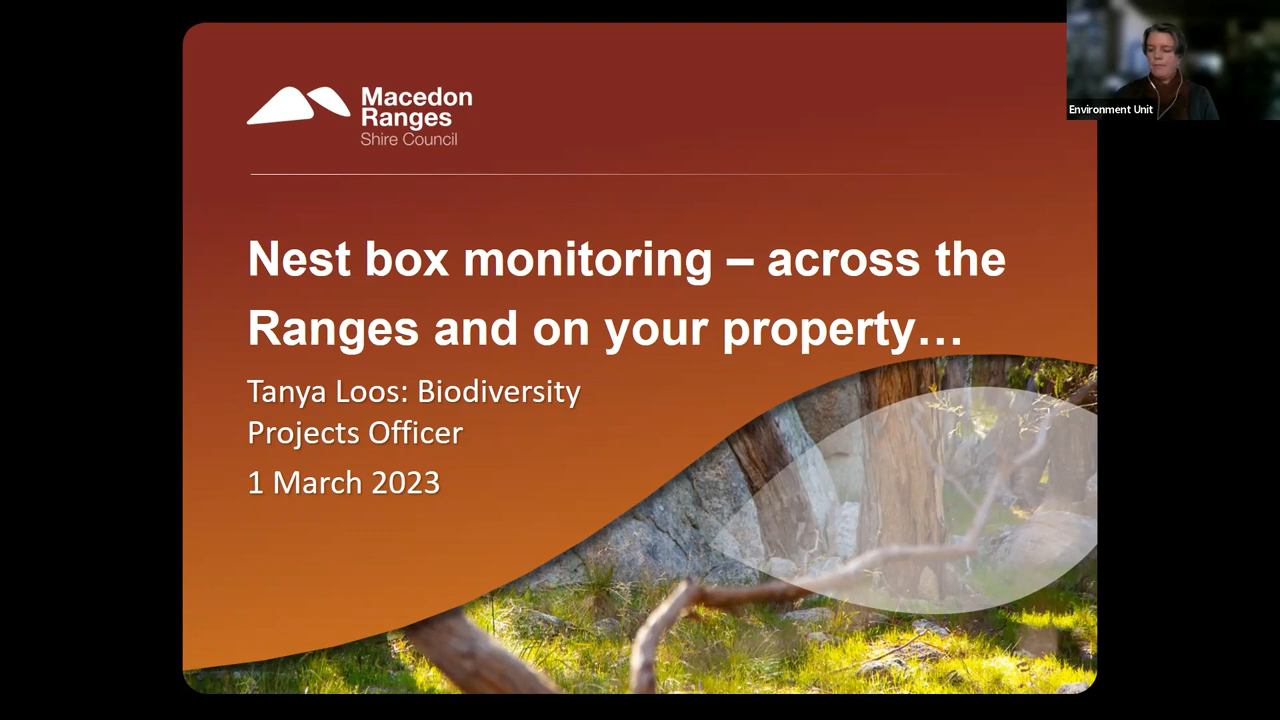 Macedon
Ranges
Shire Council
Environment Unit
Nest box monitoring – across the
Ranges and on your property…
Tanya Loos: Biodiversity
Projects Officer
1 March 2023